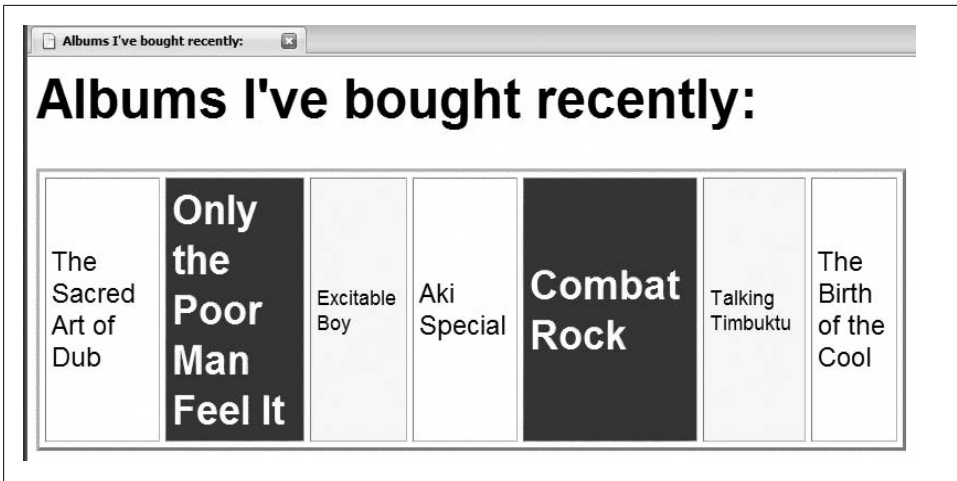 Albums I've bought recently:
Albums I've bought recently:
The
Sacred
Art of
Dub
Only
the
Poor
Man
Feel It
Excitable
Boy
Aki
Special
Combat
Rock
Talking
Timbuktu
The
Birth
of the
Cool